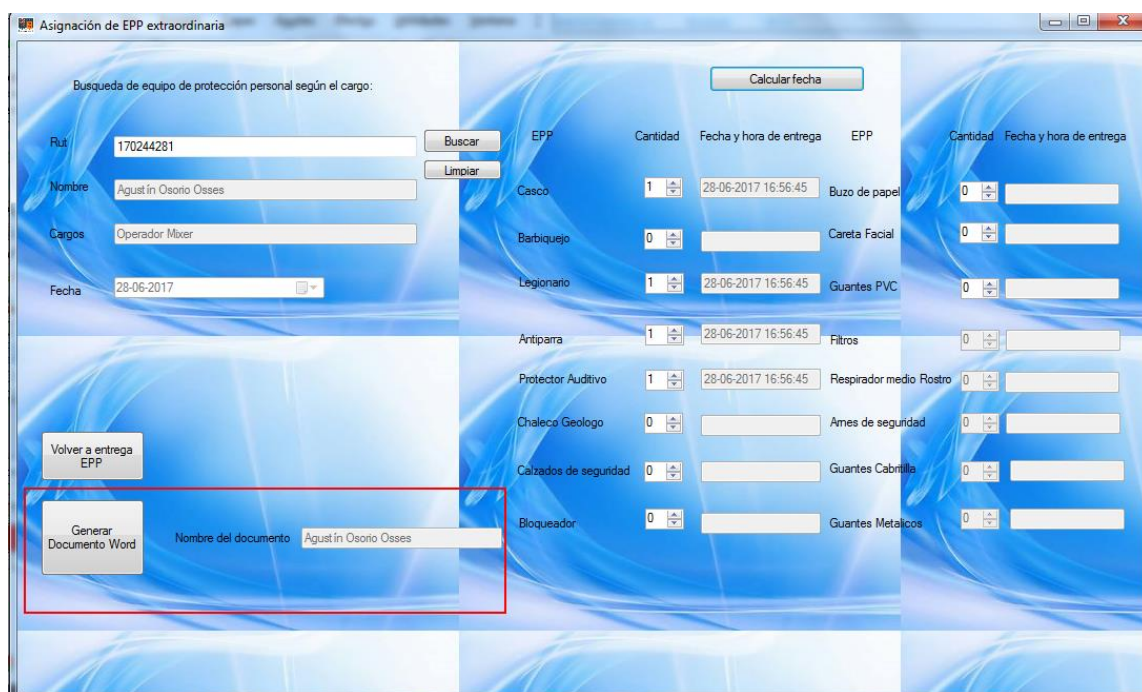 Asignación de EPP extraordinaria
Busqueda de equipo de protección personal según el cargo:
Calcular fecha
Rut 170244281 Buscar
Limpiar
Nombre Agustín Osorio Osses
Cargos Operador Mixer
Fecha 28-06-2017
EPP Cantidad Fecha y hora de entrega EPP Cantidad Fecha y hora de entrega
Casco 1 28-06-2017 16:56:45 Buzo de papel 0
Barbiquejo 0 Careta Facial 0
Legionario 1 28-06-2017 16:56:45 Guantes PVC 0
Antiparra 1 28-06-2017 16:56:45 Filtros 0
Protector Auditivo 1 28-06-2017 16:56:45 Respirador medio Rostro 0
Chaleco Geologo 0 Arnes de seguridad 0
Calzados de seguridad 0 Guantes Cabritilla 0
Bloqueador 0 Guantes Metalicos 0
Volver a entrega
EPP
Generar
Documento Word
Nombre del documento Agustín Osorio Osses